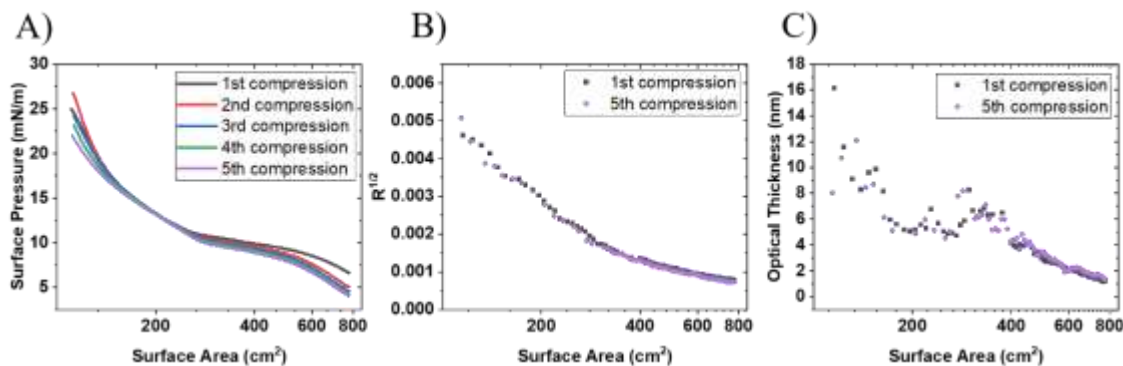 A)
B)
C)
Surface Pressure (mN/m)
30
25
20
15
10
5
1st compression
2nd compression
3rd compression
4th compression
5th compression
200
400
600
800
Surface Area (cm²)
R^1/2
0.006
0.005
0.004
0.003
0.002
0.001
0.000
1st compression
5th compression
200
400
600
800
Surface Area (cm²)
Optical Thickness (nm)
18
16
14
12
10
8
6
4
2
0
1st compression
5th compression
200
400
600
800
Surface Area (cm²)